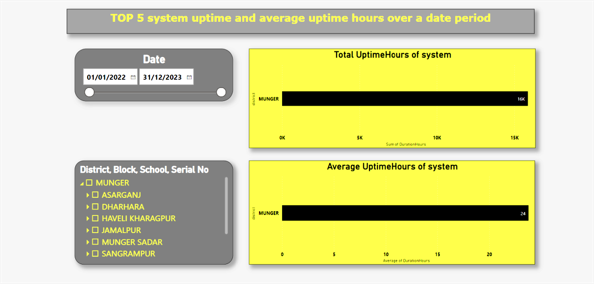 TOP 5 system uptime and average uptime hours over a date period
Date
01/01/2022
31/12/2023
Total UptimeHours of system
district
MUNGER
16K
0K
5K
10K
15K
Sum of DurationHours
District, Block, School, Serial No
MUNGER
ASARGANJ
DHARHARA
HAVELI KHARAGPUR
JAMALPUR
MUNGER SADAR
SANGRAMPUR
Average UptimeHours of system
district
MUNGER
24
0
5
10
15
20
Average of DurationHours